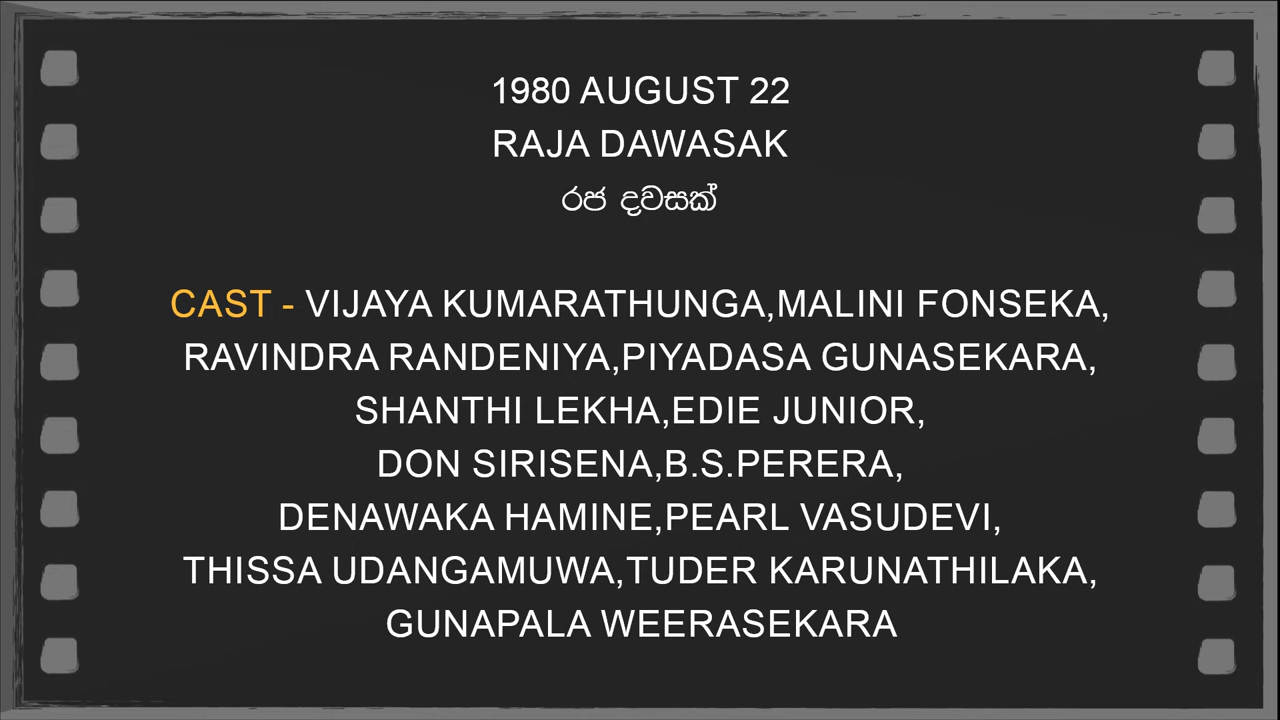 1980 AUGUST 22
RAJA DAWASAK
රජ දවසක්
CAST - VIJAYA KUMARATHUNGA,MALINI FONSEKA,
RAVINDRA RANDENIYA,PIYADASA GUNASEKARA,
SHANTHI LEKHA,EDIE JUNIOR,
DON SIRISENA,B.S.PERERA,
DENAWAKA HAMINE,PEARL VASUDEVI,
THISSA UDANGAMUWA,TUDER KARUNATHILAKA,
GUNAPALA WEERASEKARA